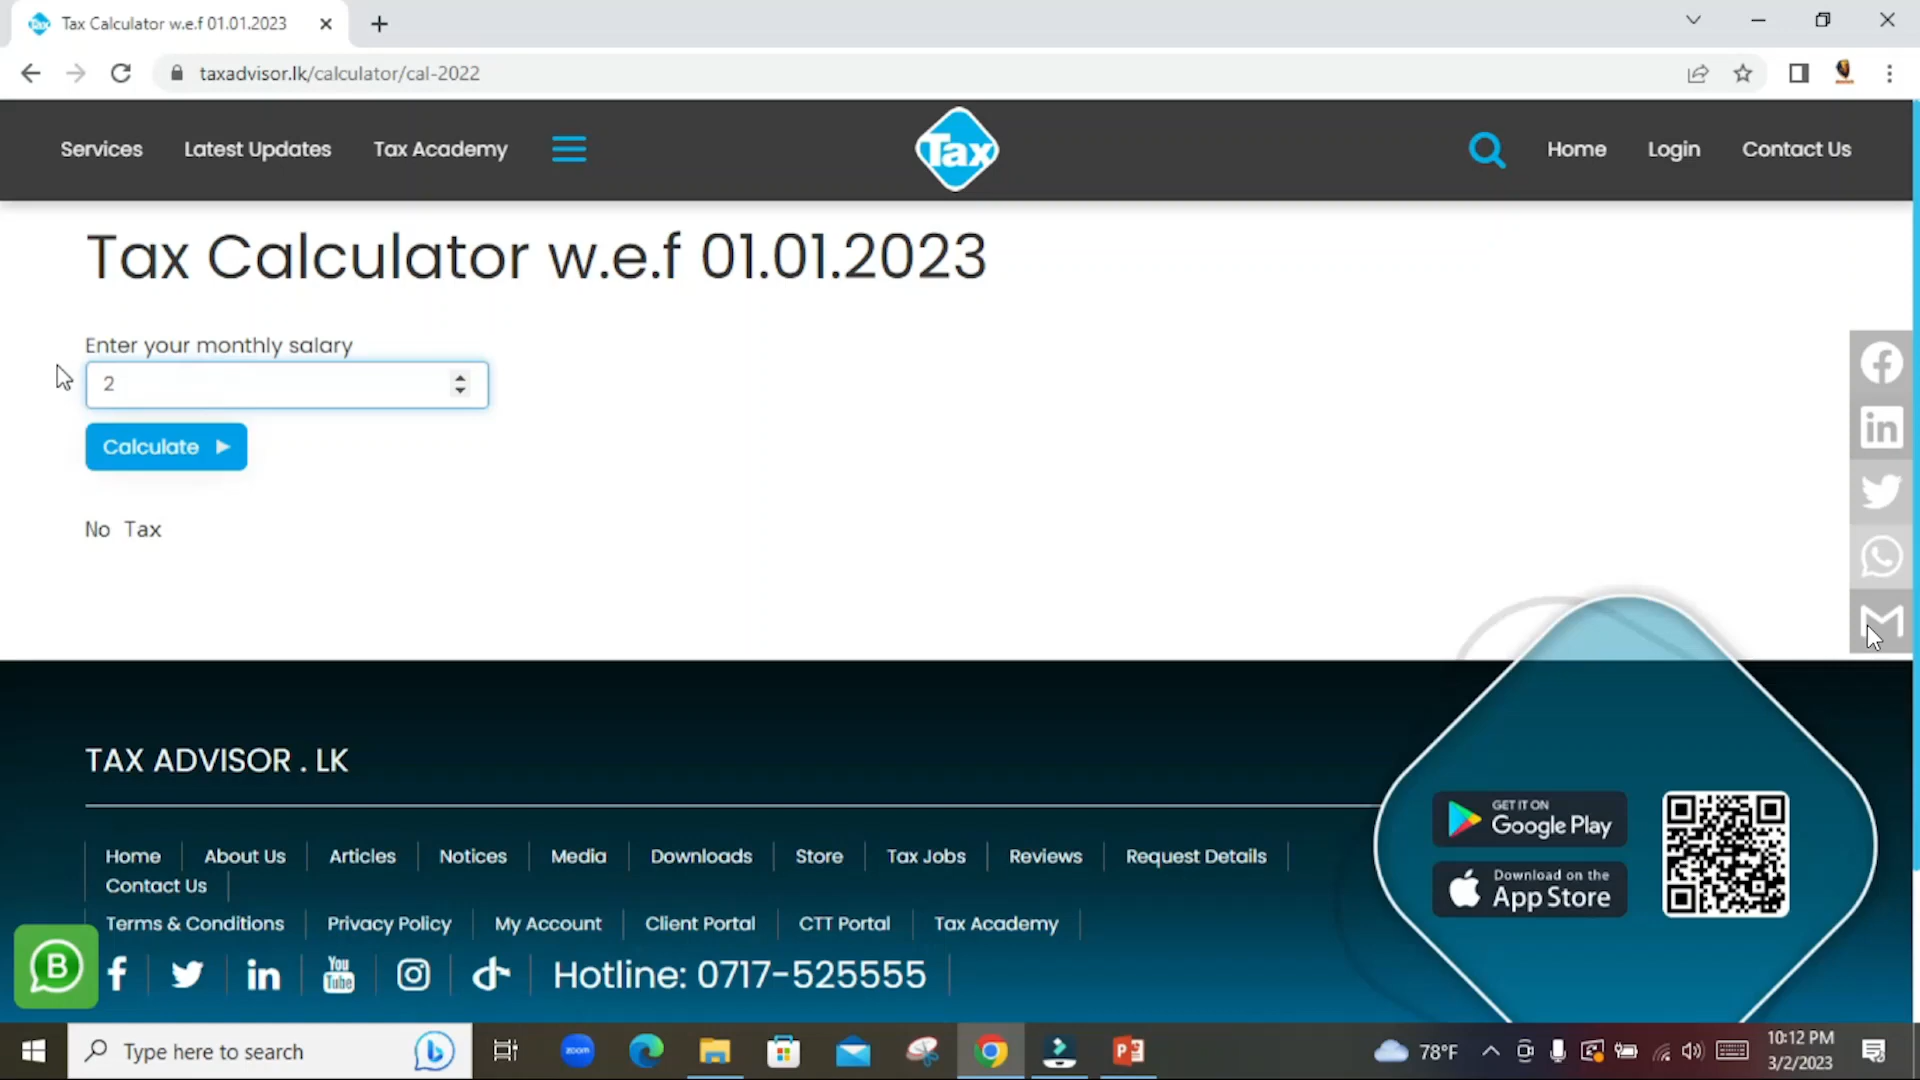 Tax Calculator w.e.f 01.01.2023
taxadvisor.lk/calculator/cal-2022
Services Latest Updates Tax Academy Tax Home Login Contact Us
Tax Calculator w.e.f 01.01.2023
Enter your monthly salary
2
Calculate
No Tax
TAX ADVISOR . LK
Home About Us Articles Notices Media Downloads Store Tax Jobs Reviews Request Details
Contact Us
Terms & Conditions Privacy Policy My Account Client Portal CTT Portal Tax Academy
Hotline: 0717-525555
GET IT ON
Google Play
Download on the
App Store
Type here to search
zoom
78°F
10:12 PM
3/2/2023